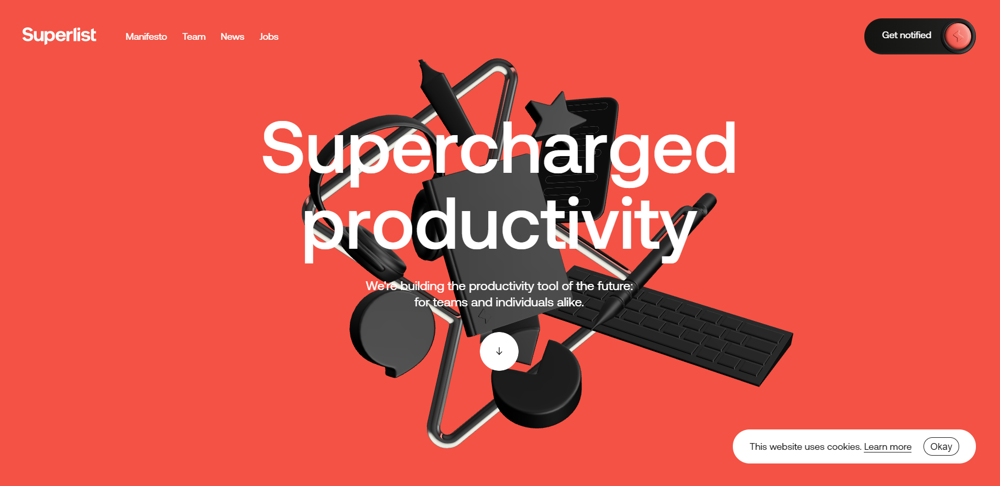 Superlist
Manifesto
Team
News
Jobs
Get notified
Supercharged
productivity
We're building the productivity tool of the future:
for teams and individuals alike.
This website uses cookies. Learn more
Okay